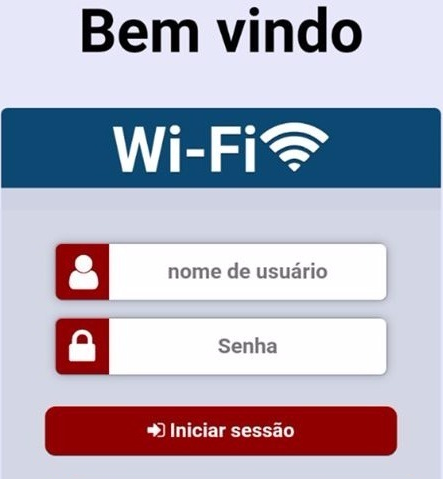 Bem vindo
Wi-Fi
nome de usuário
Senha
Iniciar sessão